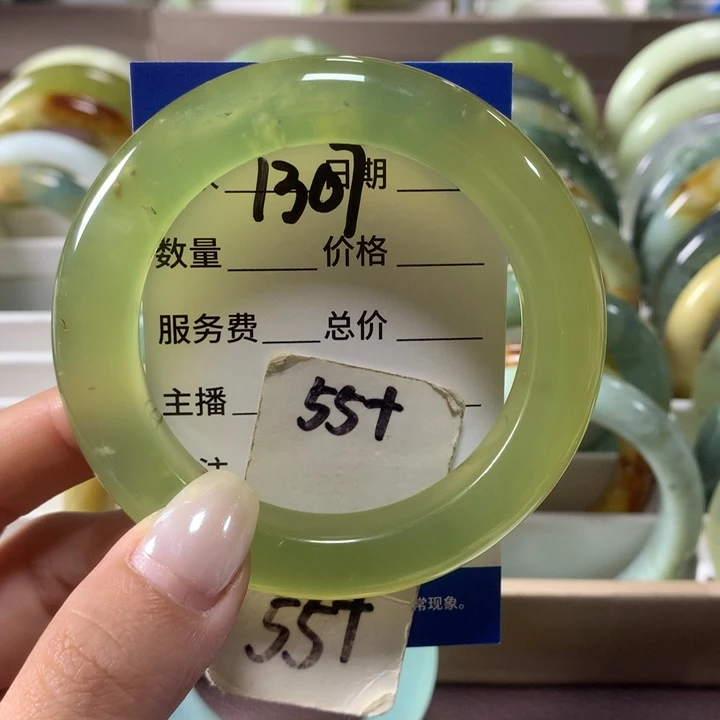 1307
日期
数量 价格
服务费 总价
主播
55+
常现象。
55+